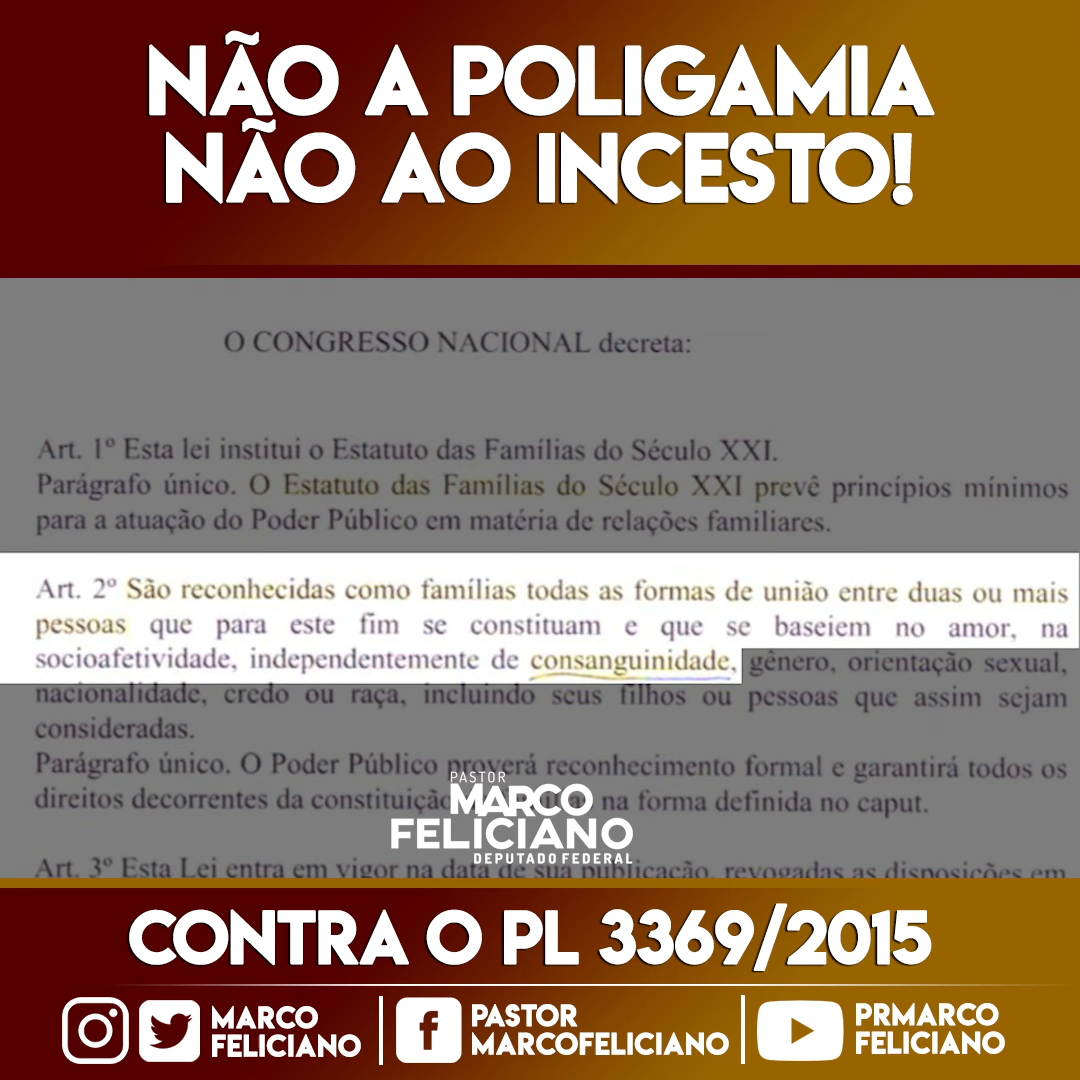 NÃO A POLIGAMIA
NÃO AO INCESTO!
O CONGRESSO NACIONAL decreta:
Art. 1º Esta lei institui o Estatuto das Famílias do Século XXI.
Parágrafo único. O Estatuto das Famílias do Século XXI prevê princípios mínimos
para a atuação do Poder Público em matéria de relações familiares.
Art. 2º São reconhecidas como famílias todas as formas de união entre duas ou mais
pessoas que para este fim se constituam e que se baseiem no amor, na
socioafetividade, independentemente de consanguinidade, gênero, orientação sexual,
nacionalidade, credo ou raça, incluindo seus filhos ou pessoas que assim sejam
consideradas.
Parágrafo único. O Poder Público proverá reconhecimento formal e garantirá todos os
direitos decorrentes da constituição na forma definida no caput.
PASTOR
MARCO
FELICIANO
DEPUTADO FEDERAL
Art. 3º Esta Lei entra em vigor na data de sua publicação, revogadas as disposições em
CONTRA O PL 3369/2015
MARCO
FELICIANO
PASTOR
MARCOFELICIANO
PRMARCO
FELICIANO